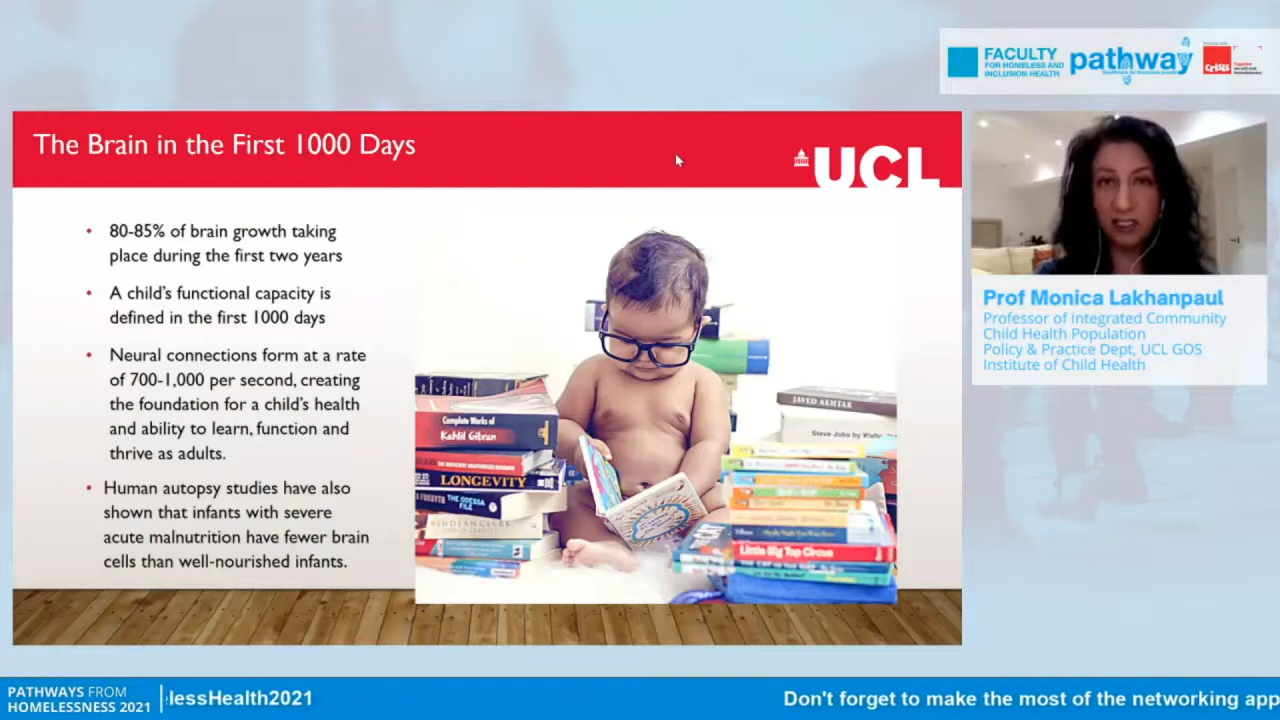 FACULTY
FOR HOMELESS AND
INCLUSION HEALTH
pathway
crisis
The Brain in the First 1000 Days
UCL
• 80-85% of brain growth taking
place during the first two years
• A child's functional capacity is
defined in the first 1000 days
• Neural connections form at a rate
of 700-1,000 per second, creating
the foundation for a child's health
and ability to learn, function and
thrive as adults.
• Human autopsy studies have also
shown that infants with severe
acute malnutrition have fewer brain
cells than well-nourished infants.
Complete Works of
Kahlil Gibran
LONGEVITY
THE ODESSA
FILE
JAVED AKHTAR
Steve Jobs by
Little Big Top Circus
Prof Monica Lakhanpaul
Professor of Integrated Community
Child Health Population
Policy & Practice Dept, UCL GOS
Institute of Child Health
PATHWAYS FROM
HOMELESSNESS 2021
lessHealth2021
Don't forget to make the most of the networking app